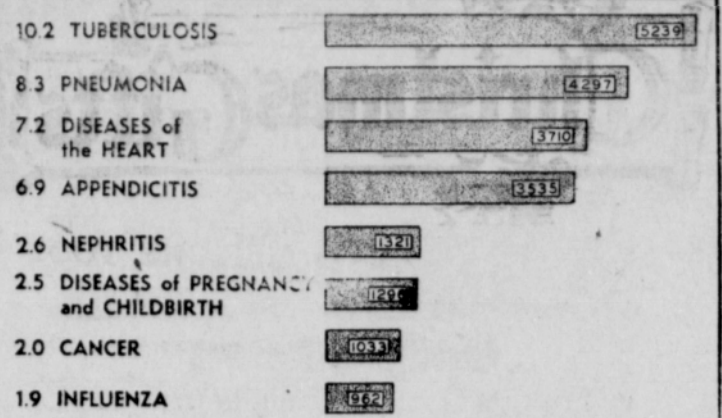 10.2 TUBERCULOSIS 5239
8.3 PNEUMONIA 4297
7.2 DISEASES of
the HEART 3710
6.9 APPENDICITIS 3535
2.6 NEPHRITIS 1321
2.5 DISEASES of PREGNANCY
and CHILDBIRTH
2.0 CANCER 1033
1.9 INFLUENZA 962